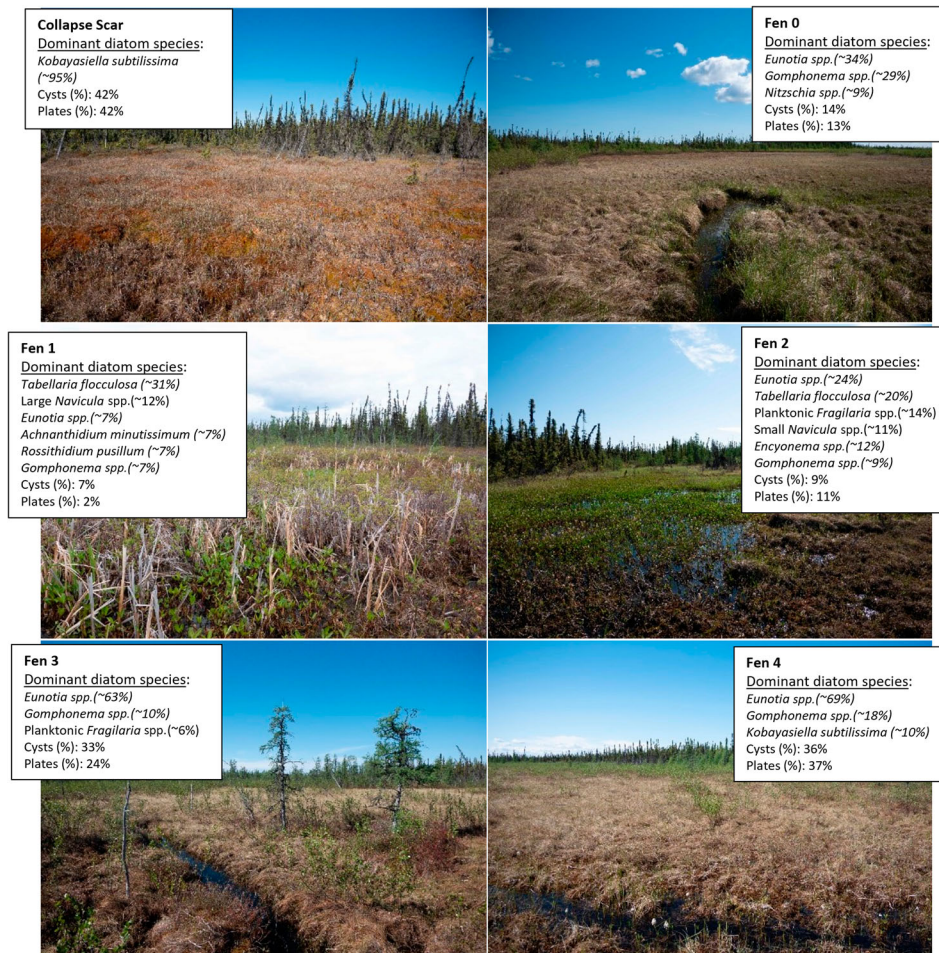 Collapse Scar
Dominant diatom species:
Kobayasiella subtilissima
(~95%)
Cysts (%): 42%
Plates (%): 42%
Fen 0
Dominant diatom species:
Eunotia spp.(~34%)
Gomphonema spp.(~29%)
Nitzschia spp.(~9%)
Cysts (%): 14%
Plates (%): 13%
Fen 1
Dominant diatom species:
Tabellaria flocculosa (~31%)
Large Navicula spp.(~12%)
Eunotia spp.(~7%)
Achnanthidium minutissimum (~7%)
Rossithidium pusillum (~7%)
Gomphonema spp.(~7%)
Cysts (%): 7%
Plates (%): 2%
Fen 2
Dominant diatom species:
Eunotia spp.(~24%)
Tabellaria flocculosa (~20%)
Planktonic Fragilaria spp.(~14%)
Small Navicula spp.(~11%)
Encyonema spp.(~12%)
Gomphonema spp.(~9%)
Cysts (%): 9%
Plates (%): 11%
Fen 3
Dominant diatom species:
Eunotia spp.(~63%)
Gomphonema spp.(~10%)
Planktonic Fragilaria spp.(~6%)
Cysts (%): 33%
Plates (%): 24%
Fen 4
Dominant diatom species:
Eunotia spp.(~69%)
Gomphonema spp.(~18%)
Kobayasiella subtilissima (~10%)
Cysts (%): 36%
Plates (%): 37%